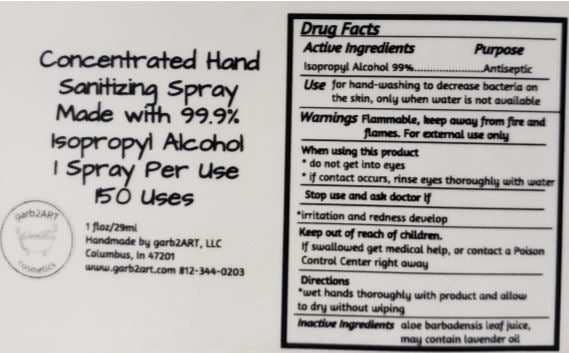 Concentrated Hand
Sanitizing Spray
Made with 99.9%
Isopropyl Alcohol
1 Spray Per Use
150 Uses
garb2ART
cosmetics
1 floz/29ml
Handmade by garb2ART, LLC
Columbus, In 47201
www.garb2art.com 812-344-0203
Drug Facts
Active Ingredients Purpose
Isopropyl Alcohol 99%......................Antiseptic
Use for hand-washing to decrease bacteria on
the skin, only when water is not available
Warnings Flammable, keep away from fire and
flames. For external use only
When using this product
* do not get into eyes
* if contact occurs, rinse eyes thoroughly with water
Stop use and ask doctor if
*irritation and redness develop
Keep out of reach of children.
If swallowed get medical help, or contact a Poison
Control Center right away
Directions
*wet hands thoroughly with product and allow
to dry without wiping
Inactive Ingredients aloe barbadensis leaf juice,
may contain lavender oil